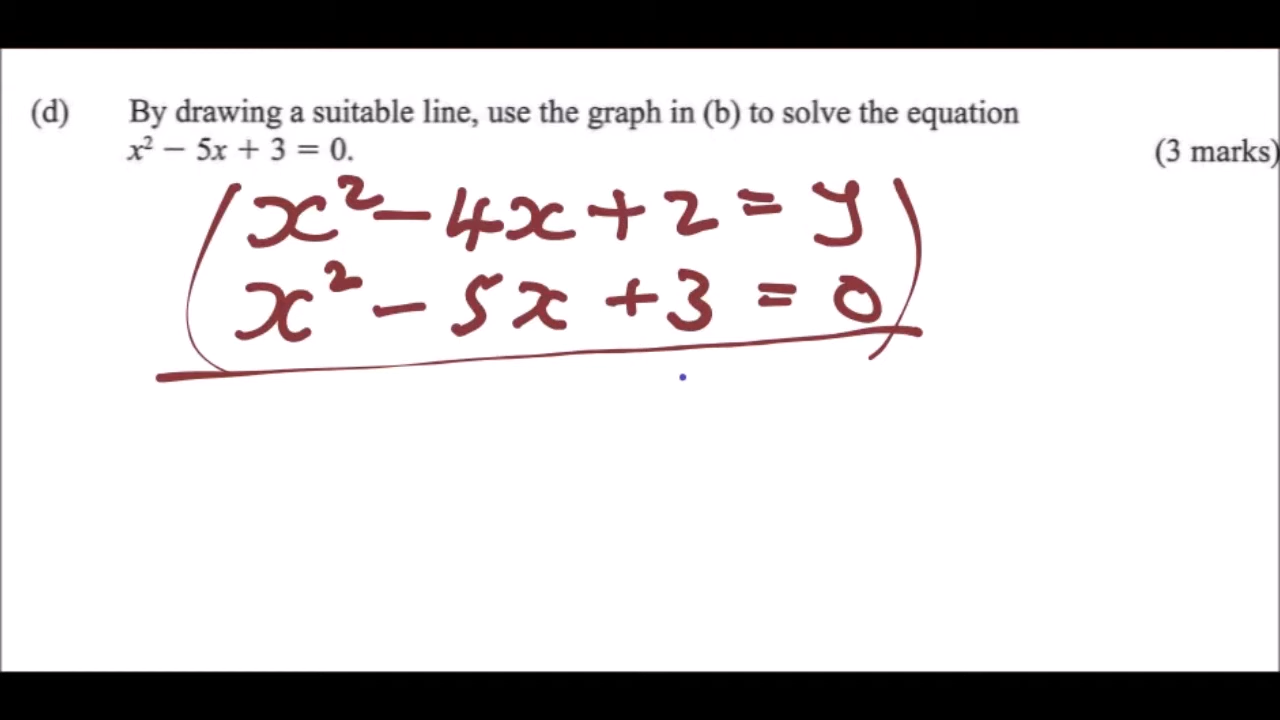 (d) By drawing a suitable line, use the graph in (b) to solve the equation
x² − 5x + 3 = 0. (3 marks)
x² − 4x + 2 = y
x² − 5x + 3 = 0